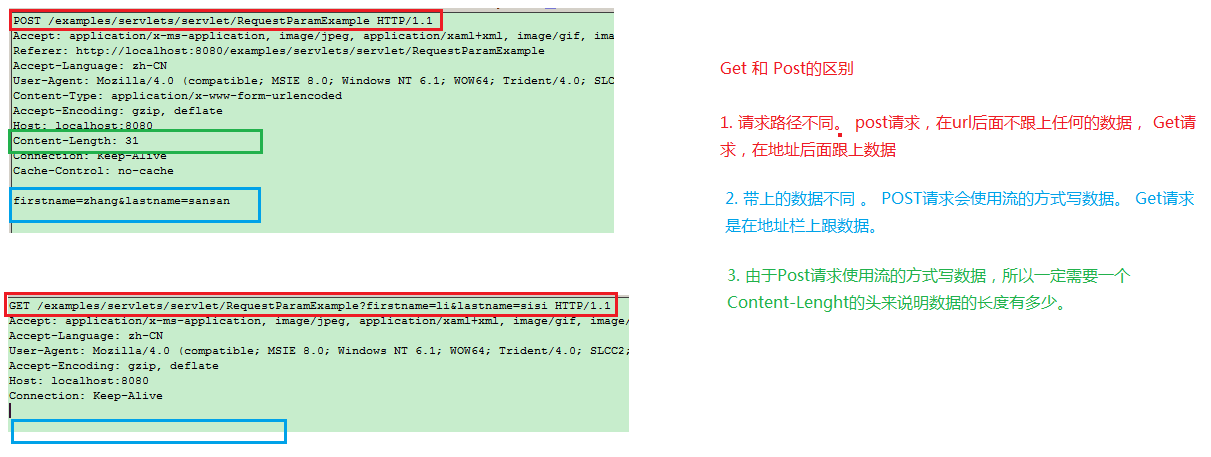 POST /examples/servlets/servlet/RequestParamExample HTTP/1.1
Accept: application/x-ms-application, image/jpeg, application/xaml+xml, image/gif,
Referer: http://localhost:8080/examples/servlets/servlet/RequestParamExample
Accept-Language: zh-CN
User-Agent: Mozilla/4.0 (compatible; MSIE 8.0; Windows NT 6.1; WOW64; Trident/4.0; SLCC
Content-Type: application/x-www-form-urlencoded
Accept-Encoding: gzip, deflate
Host: localhost:8080
Content-Length: 31
Connection: Keep-Alive
Cache-Control: no-cache
firstname=zhang&lastname=sansan
GET /examples/servlets/servlet/RequestParamExample?firstname=li&lastname=sisi HTTP/1.1
Accept: application/x-ms-application, image/jpeg, application/xaml+xml, image/gif, image/
Accept-Language: zh-CN
User-Agent: Mozilla/4.0 (compatible; MSIE 8.0; Windows NT 6.1; WOW64; Trident/4.0; SLCC2;
Accept-Encoding: gzip, deflate
Host: localhost:8080
Connection: Keep-Alive
Get 和 Post的区别
1. 请求路径不同。 post请求，在url后面不跟上任何的数据， Get请
求，在地址后面跟上数据
2. 带上的数据不同 。 POST请求会使用流的方式写数据。 Get请求
是在地址栏上跟数据。
3. 由于Post请求使用流的方式写数据，所以一定需要一个
Content-Lenght的头来说明数据的长度有多少。